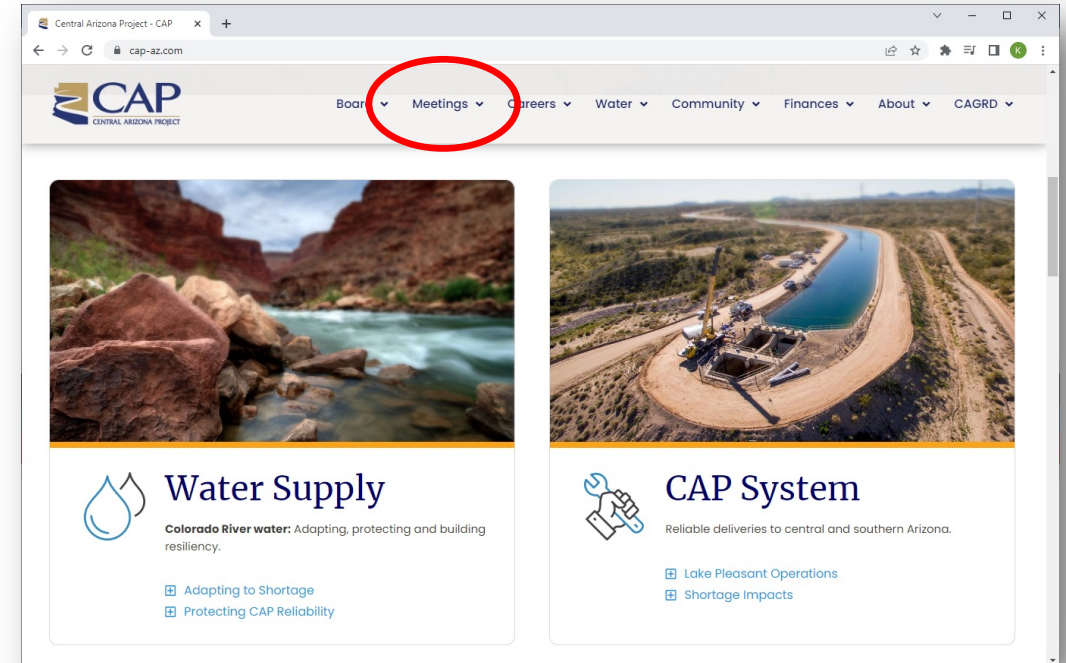 Central Arizona Project - CAP
cap-az.com
K
CAP
CENTRAL ARIZONA PROJECT
Board Meetings Careers Water Community Finances About CAGRD
Water Supply
Colorado River water: Adapting, protecting and building
resiliency.
Adapting to Shortage
Protecting CAP Reliability
CAP System
Reliable deliveries to central and southern Arizona.
Lake Pleasant Operations
Shortage Impacts